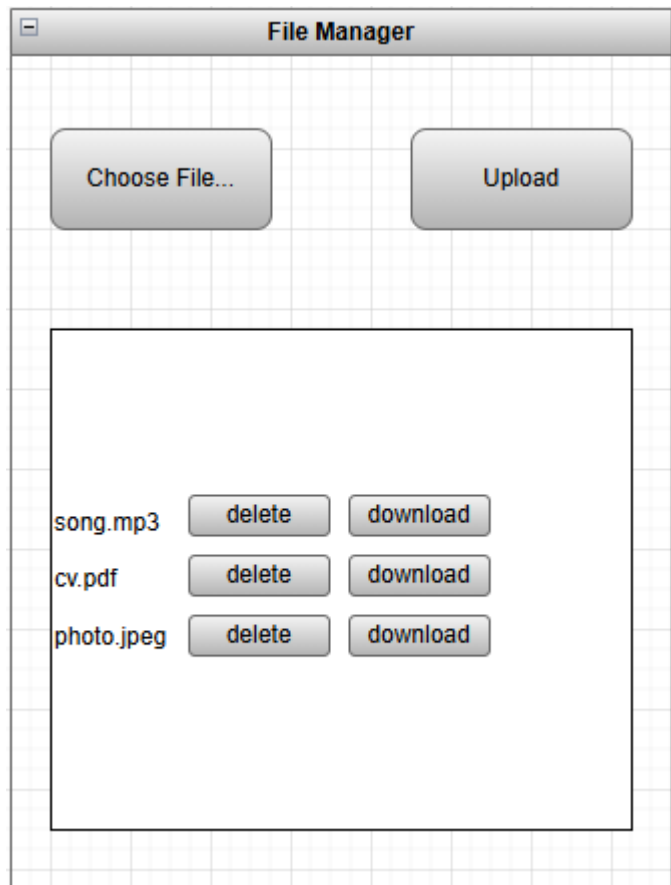 File Manager
Choose File... Upload
song.mp3 delete download
cv.pdf delete download
photo.jpeg delete download